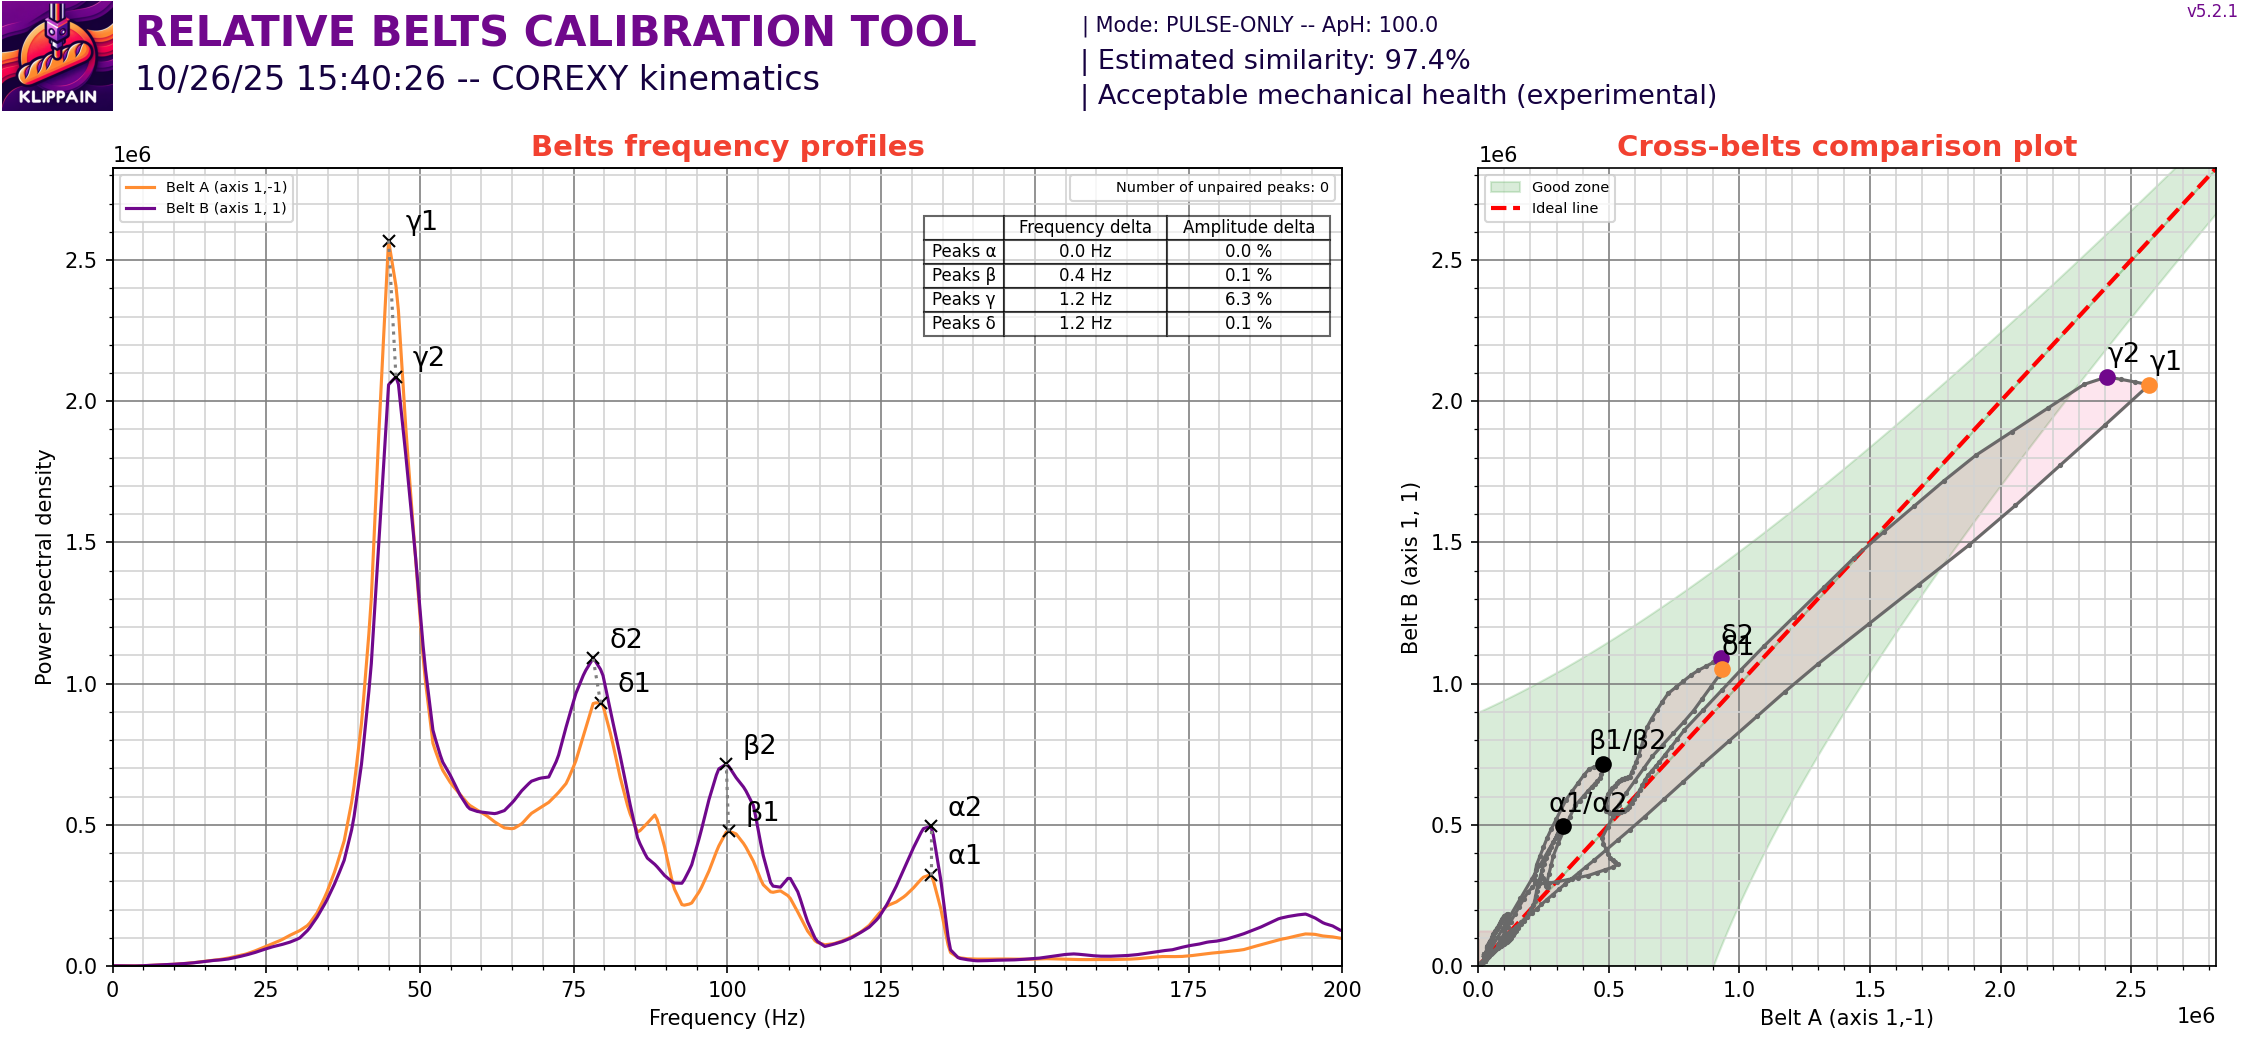 KLIPPAIN
RELATIVE BELTS CALIBRATION TOOL
10/26/25 15:40:26 -- COREXY kinematics
| Mode: PULSE-ONLY -- ApH: 100.0
| Estimated similarity: 97.4%
| Acceptable mechanical health (experimental)
v5.2.1
Belts frequency profiles
1e6
Belt A (axis 1,-1)
Belt B (axis 1, 1)
Number of unpaired peaks: 0
Frequency delta Amplitude delta
Peaks α 0.0 Hz 0.0 %
Peaks β 0.4 Hz 0.1 %
Peaks γ 1.2 Hz 6.3 %
Peaks δ 1.2 Hz 0.1 %
γ1
γ2
δ2
δ1
β2
β1
α2
α1
2.5
2.0
1.5
1.0
0.5
0.0
Power spectral density
0 25 50 75 100 125 150 175 200
Frequency (Hz)
Cross-belts comparison plot
1e6
Good zone
Ideal line
γ2
γ1
δ2
δ1
β1/β2
α1/α2
2.5
2.0
1.5
1.0
0.5
0.0
Belt B (axis 1, 1)
0.0 0.5 1.0 1.5 2.0 2.5
Belt A (axis 1,-1)
1e6